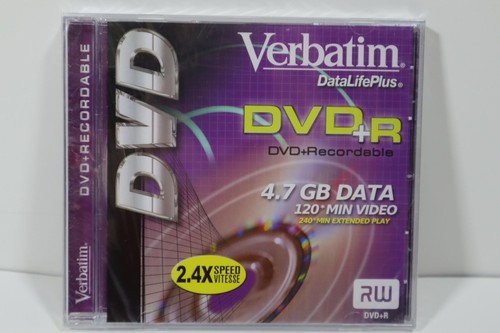 Verbatim.
DVD+RECORDABLE
DVD
Verbatim®
DataLifePlus®
DVD+R
DVD+Recordable
4.7 GB DATA
120*MIN VIDEO
240*MIN EXTENDED PLAY
2.4X SPEED
VITESSE
RW
DVD+R